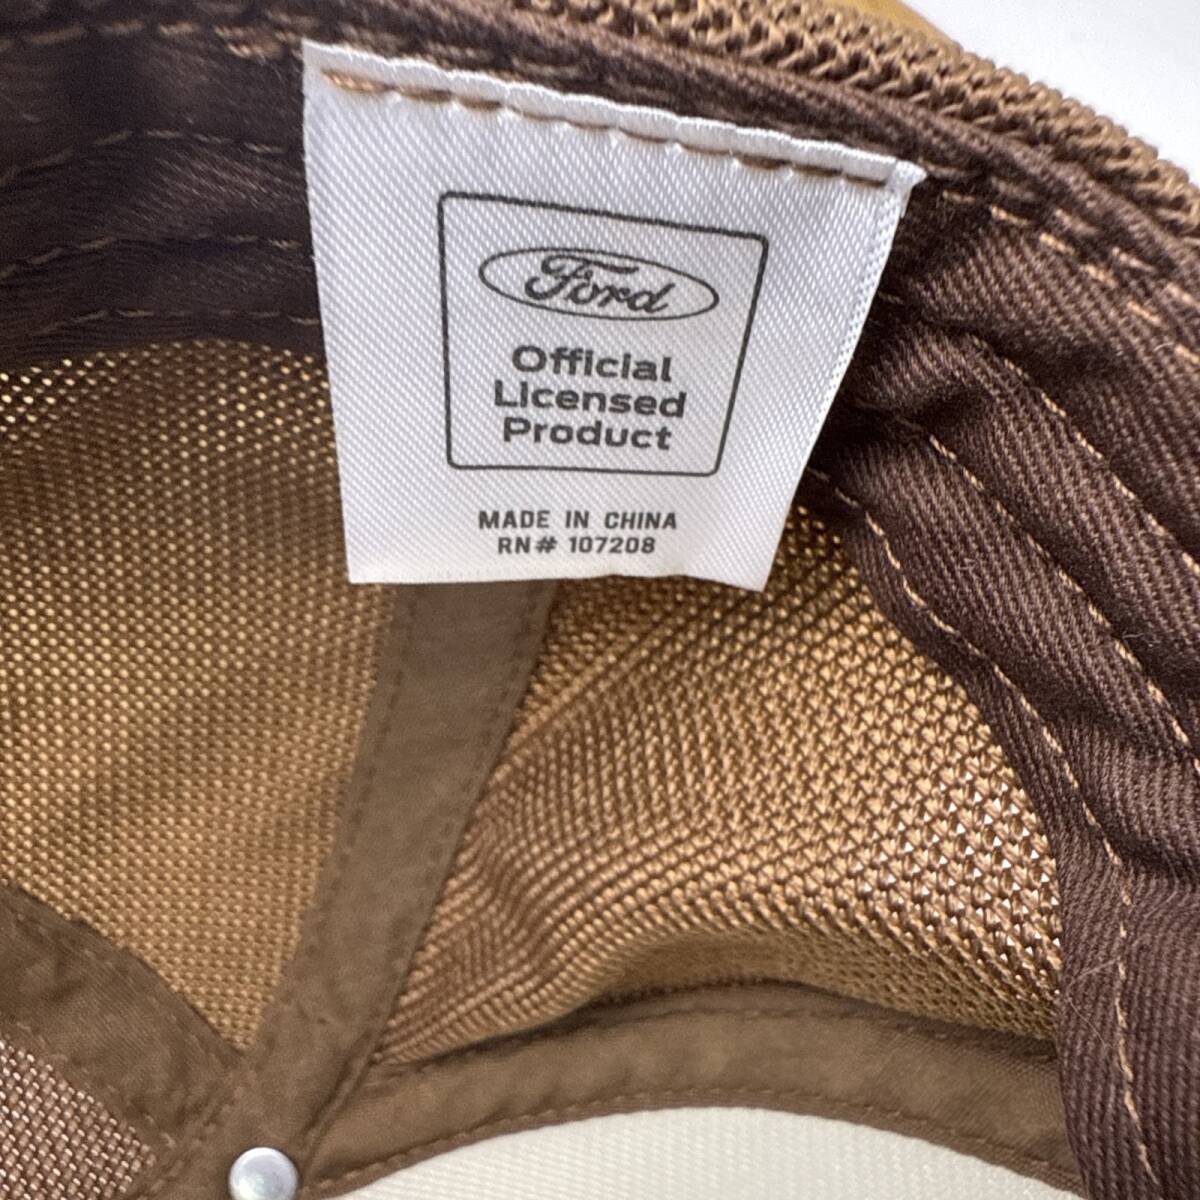 Ford
Official
Licensed
Product
MADE IN CHINA
RN# 107208